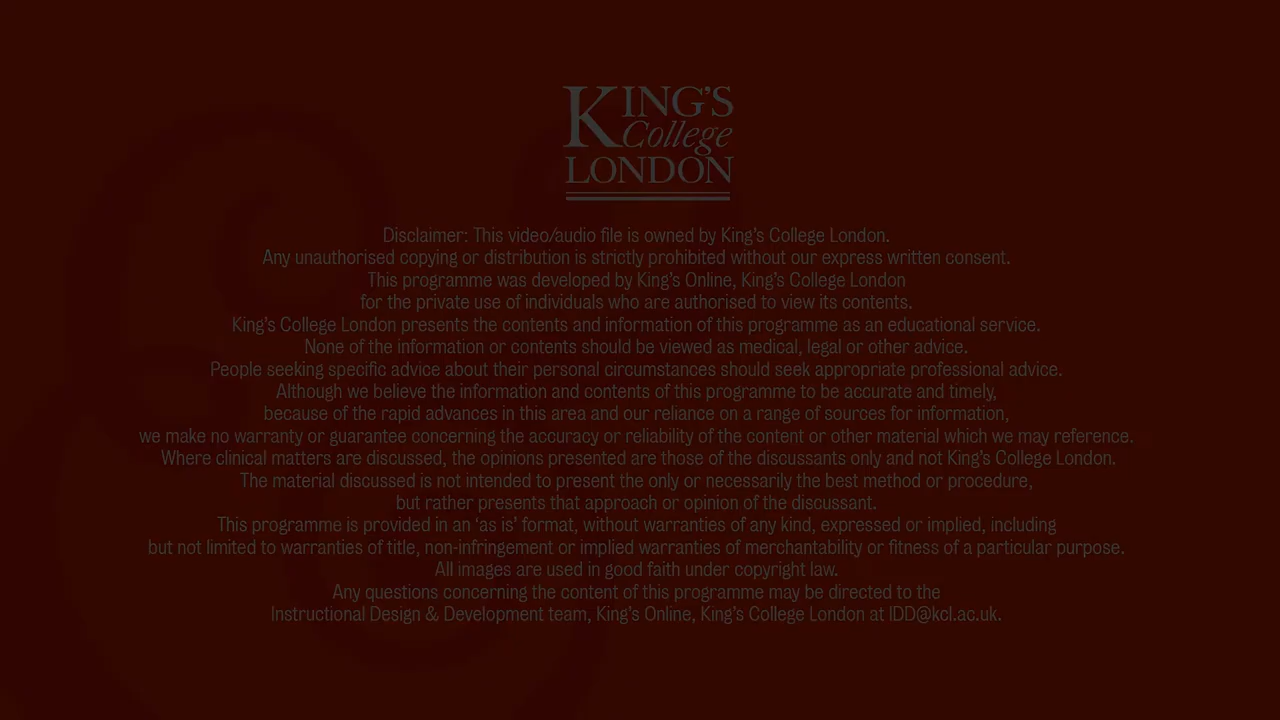 KING'S
College
LONDON
Disclaimer: This video/audio file is owned by King's College London.
Any unauthorised copying or distribution is strictly prohibited without our express written consent.
This programme was developed by King's Online, King's College London
for the private use of individuals who are authorised to view its contents.
King's College London presents the contents and information of this programme as an educational service.
None of the information or contents should be viewed as medical, legal or other advice.
People seeking specific advice about their personal circumstances should seek appropriate professional advice.
Although we believe the information and contents of this programme to be accurate and timely,
because of the rapid advances in this area and our reliance on a range of sources for information,
we make no warranty or guarantee concerning the accuracy or reliability of the content or other material which we may reference.
Where clinical matters are discussed, the opinions presented are those of the discussants only and not King's College London.
The material discussed is not intended to present the only or necessarily the best method or procedure,
but rather presents that approach or opinion of the discussant.
This programme is provided in an 'as is' format, without warranties of any kind, expressed or implied, including
but not limited to warranties of title, non-infringement or implied warranties of merchantability or fitness of a particular purpose.
All images are used in good faith under copyright law.
Any questions concerning the content of this programme may be directed to the
Instructional Design & Development team, King's Online, King's College London at IDD@kcl.ac.uk.